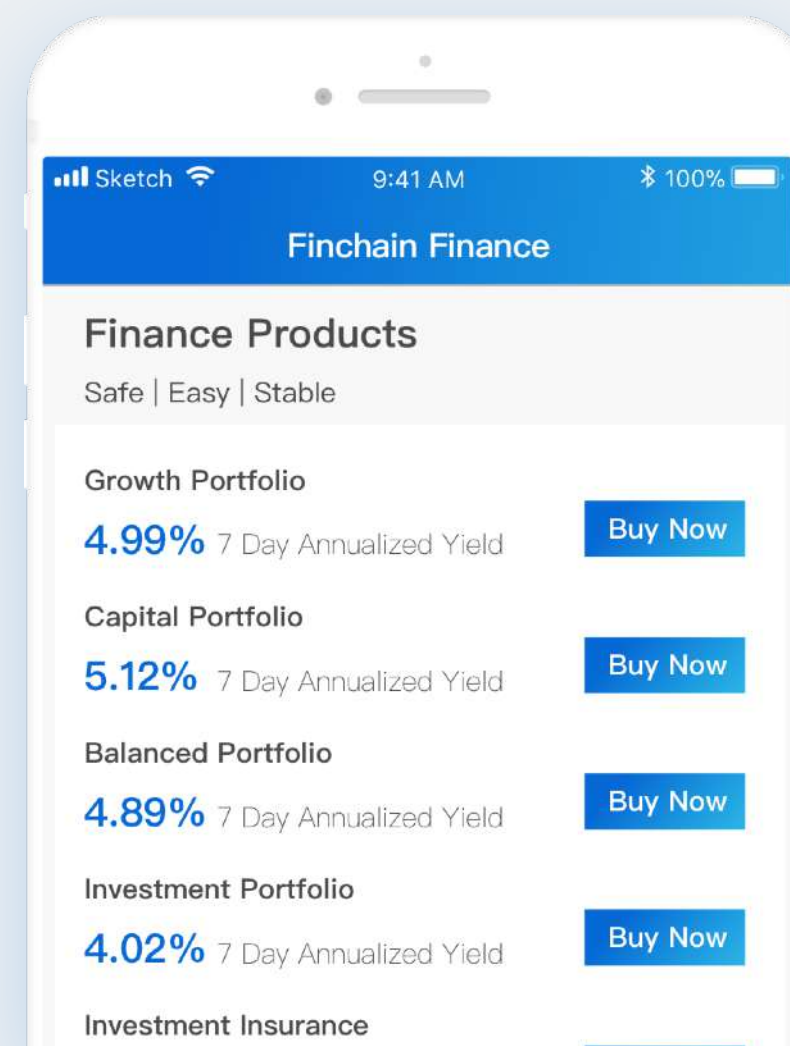 Sketch 9:41 AM 100%
Finchain Finance
Finance Products
Safe | Easy | Stable
Growth Portfolio
4.99% 7 Day Annualized Yield Buy Now
Capital Portfolio
5.12% 7 Day Annualized Yield Buy Now
Balanced Portfolio
4.89% 7 Day Annualized Yield Buy Now
Investment Portfolio
4.02% 7 Day Annualized Yield Buy Now
Investment Insurance